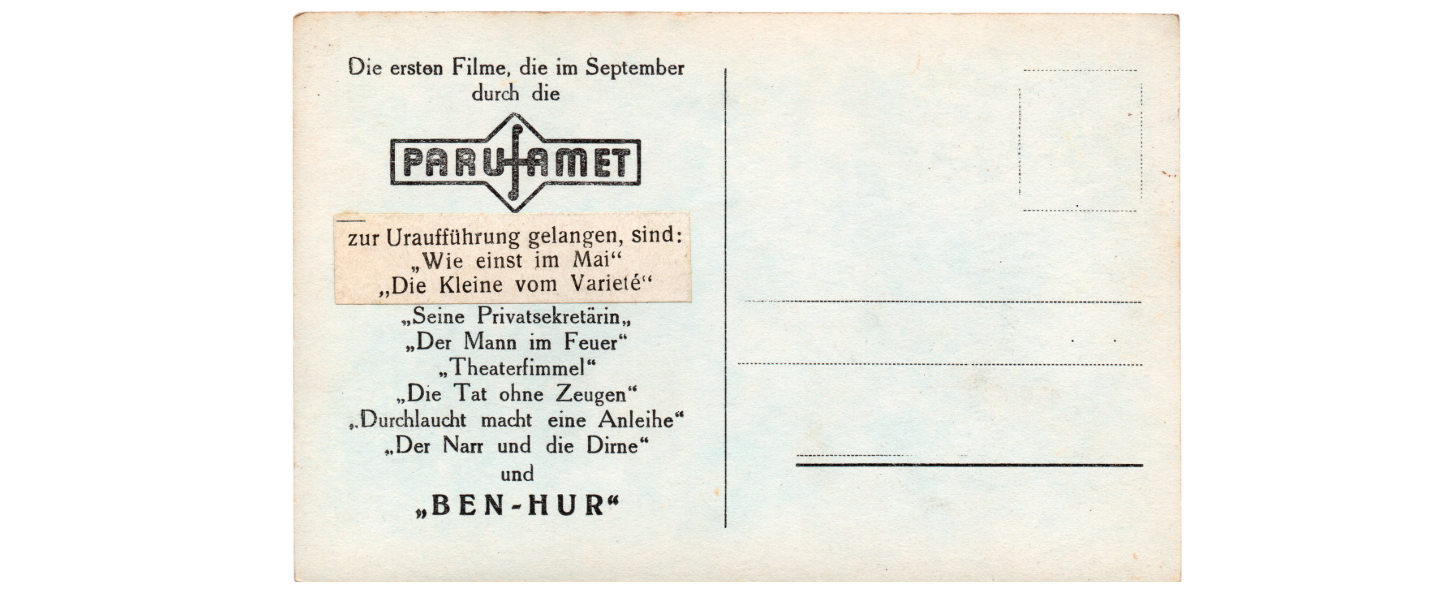 Die ersten Filme, die im September
durch die
PARUFAMET
zur Uraufführung gelangen, sind:
„Wie einst im Mai“
„Die Kleine vom Varieté“
„Seine Privatsekretärin„
„Der Mann im Feuer“
„Theaterfimmel“
„Die Tat ohne Zeugen“
„Durchlaucht macht eine Anleihe“
„Der Narr und die Dirne“
und
„BEN-HUR“